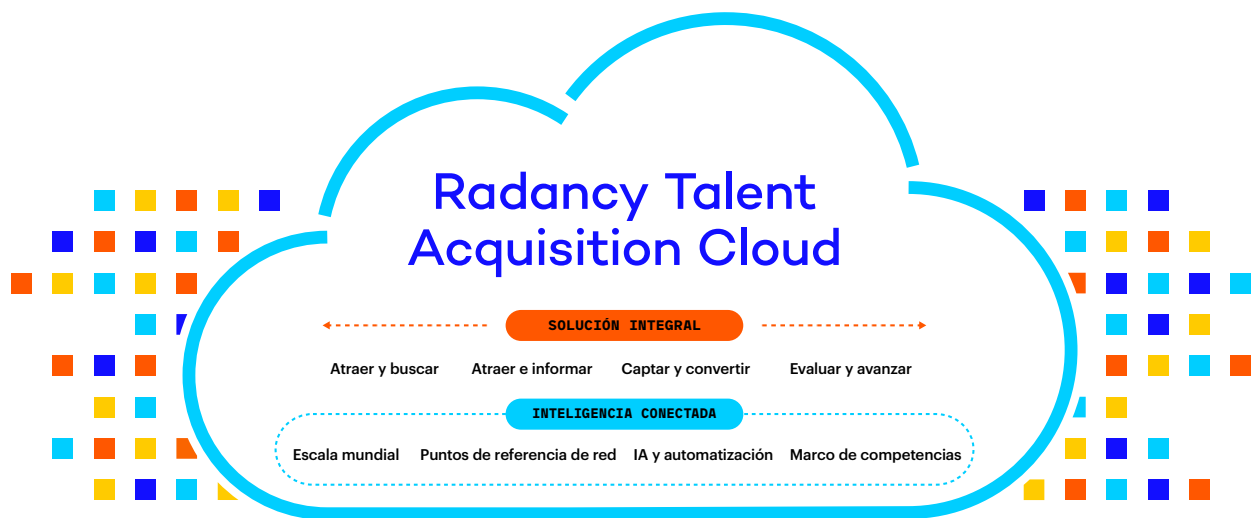 Radancy Talent
Acquisition Cloud
SOLUCIÓN INTEGRAL
Atraer y buscar Atraer e informar Captar y convertir Evaluar y avanzar
INTELIGENCIA CONECTADA
Escala mundial Puntos de referencia de red IA y automatización Marco de competencias